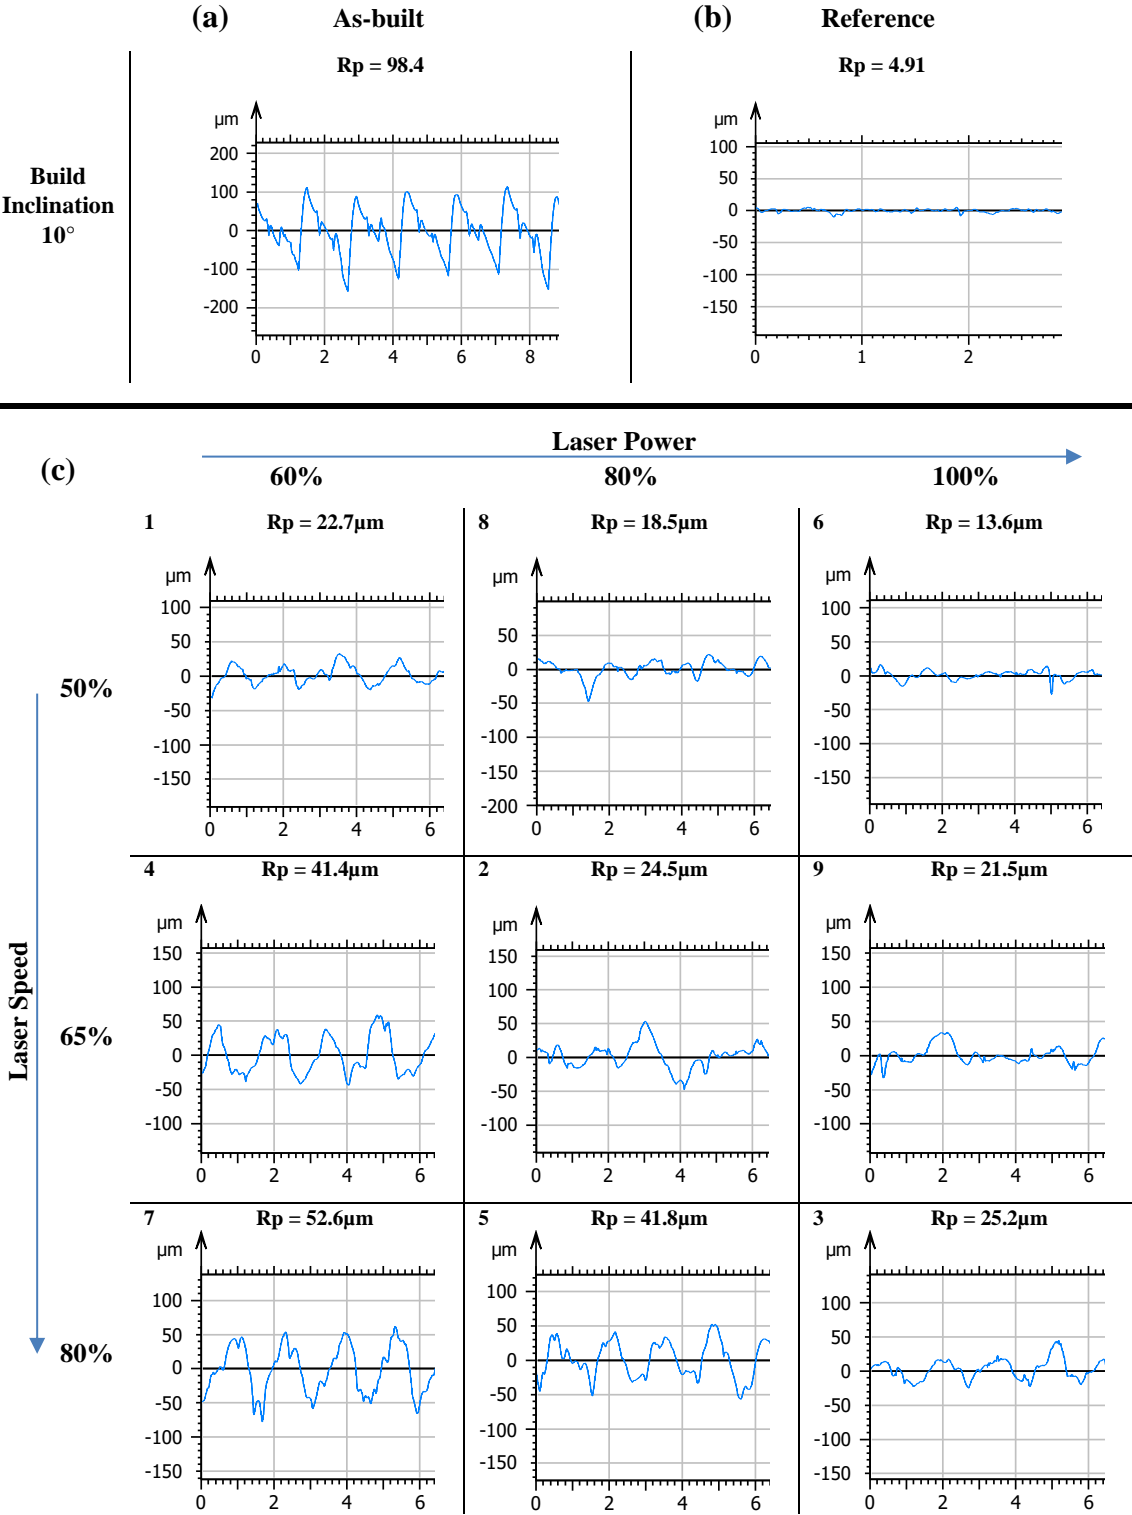 (a) As-built (b) Reference
Rp = 98.4 Rp = 4.91
Build
Inclination
10°
µm
200
100
0
-100
-200
0 2 4 6 8
µm
100
50
0
-50
-100
-150
0 1 2
(c) Laser Power
60% 80% 100%
Laser Speed
50%
65%
80%
1 Rp = 22.7µm
µm
100
50
0
-50
-100
-150
0 2 4 6
8 Rp = 18.5µm
µm
50
0
-50
-100
-150
-200
0 2 4 6
6 Rp = 13.6µm
µm
100
50
0
-50
-100
-150
0 2 4 6
4 Rp = 41.4µm
µm
150
100
50
0
-50
-100
0 2 4 6
2 Rp = 24.5µm
µm
150
100
50
0
-50
-100
0 2 4 6
9 Rp = 21.5µm
µm
150
100
50
0
-50
-100
0 2 4 6
7 Rp = 52.6µm
µm
100
50
0
-50
-100
-150
0 2 4 6
5 Rp = 41.8µm
µm
100
50
0
-50
-100
-150
0 2 4 6
3 Rp = 25.2µm
µm
100
50
0
-50
-100
-150
0 2 4 6